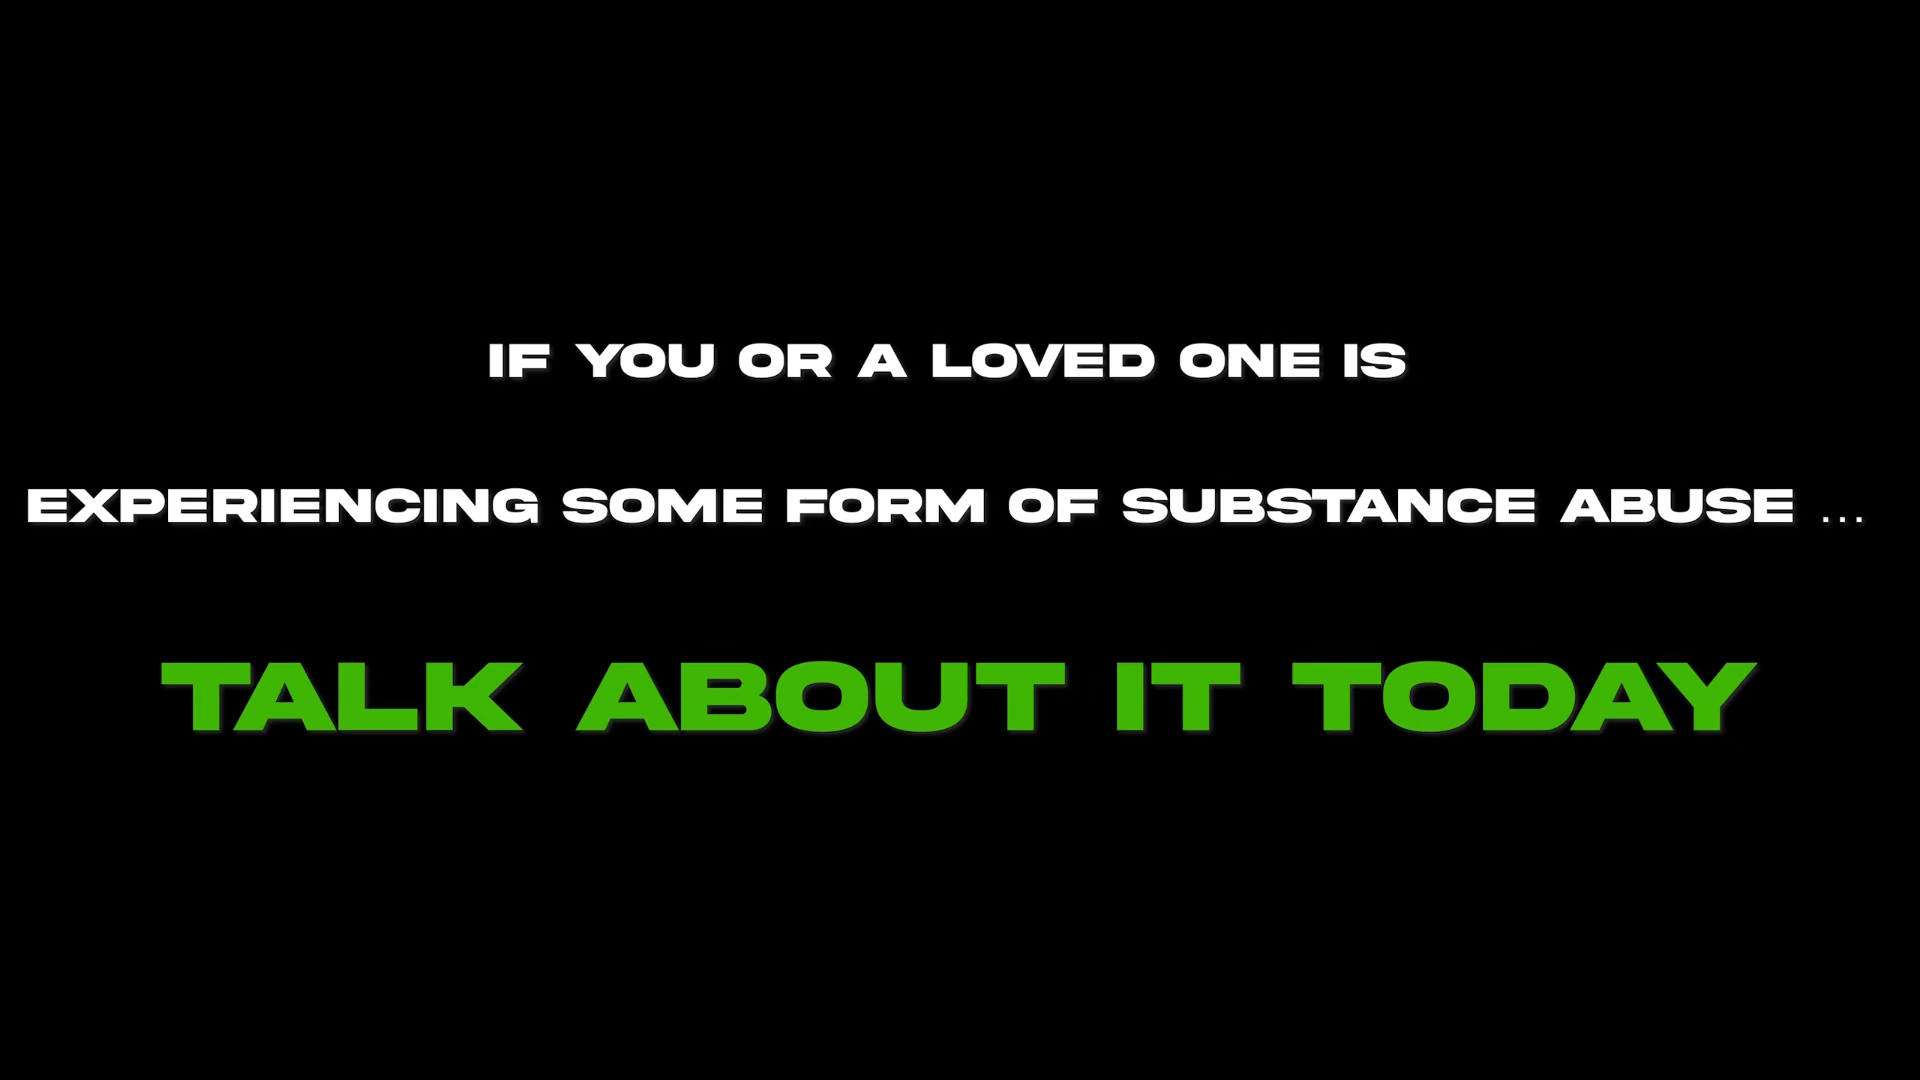 IF YOU OR A LOVED ONE IS
EXPERIENCING SOME FORM OF SUBSTANCE ABUSE ...
TALK ABOUT IT TODAY